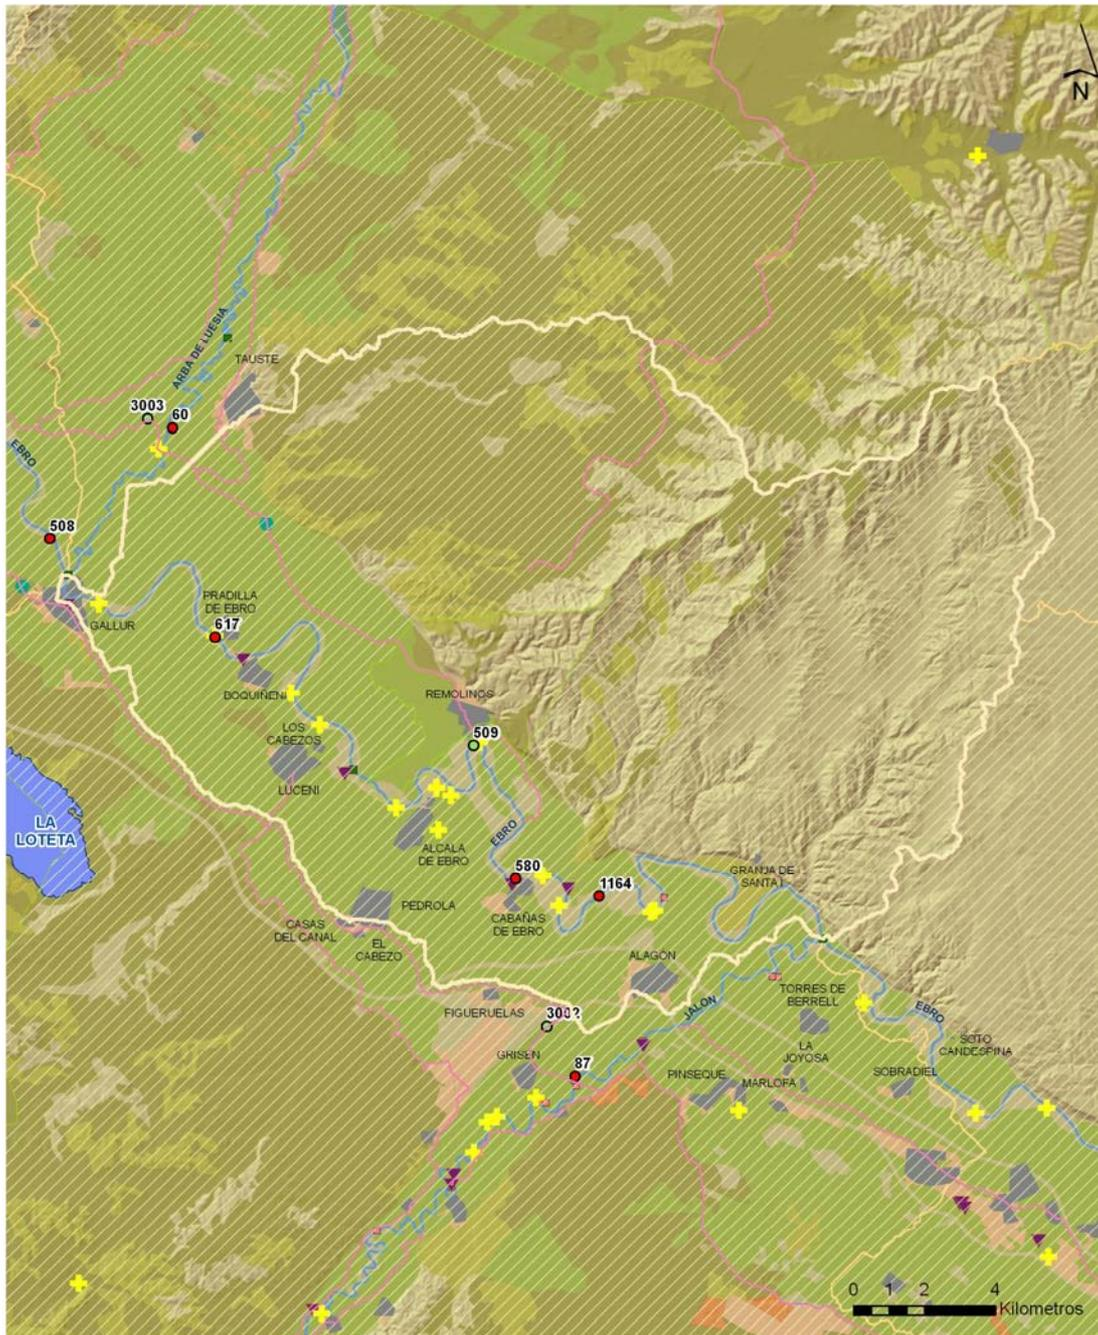 N
ARBA DE LUESIA
TAUSTE
3003
60
EBRO
508
PRADILLA
DE EBRO
GALLUR
617
BOQUIÑENI
REMOLINOS
LOS
CABEZOS
509
LUCENI
LA
LOTETA
EBRO
ALCALA
DE EBRO
580
1164
GRANJA DE
PEDROLA
CABAÑAS
DE EBRO
CASAS
DEL CANAL
EL
CABEZO
ALAGÓN
TORRES DE
BERRELL
FIGUERUELAS
JALON
EBRO
GRISEN
87
LA
JOYOSA
SOTO
CANDESPINA
PINSEQUE
MARLOFA
SOBRADIEL
0 1 2 4
Kilometros